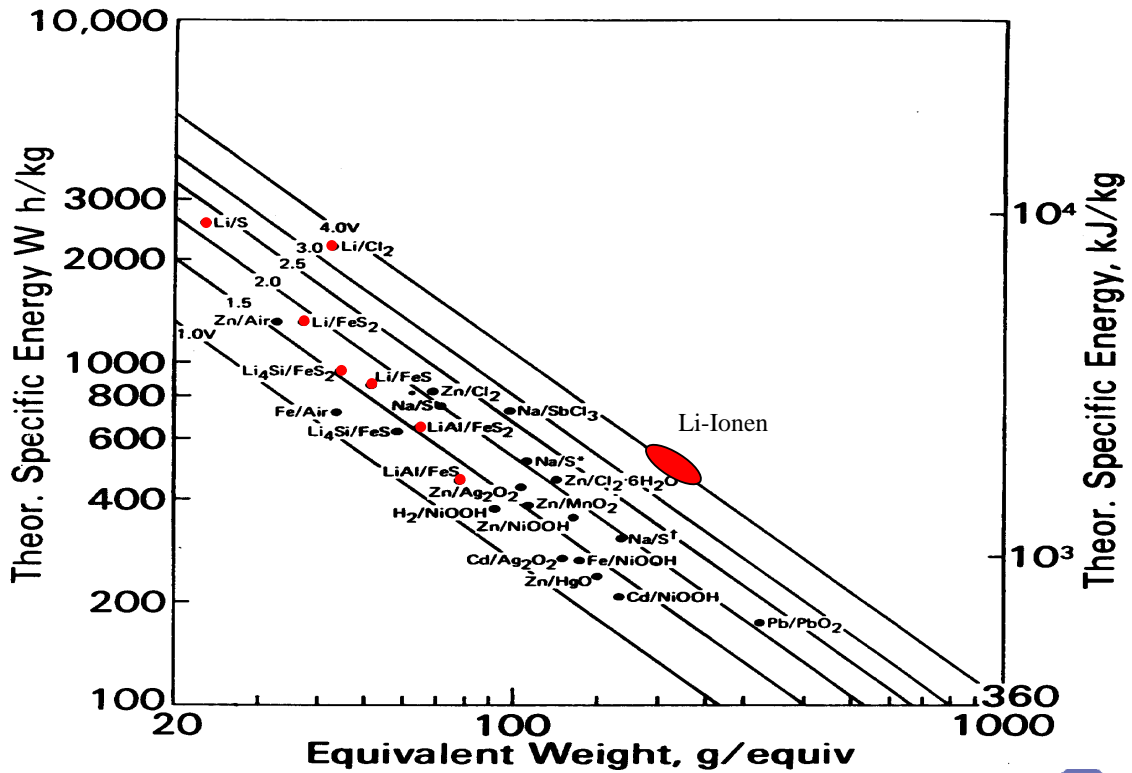 10,000
3000
2000
1000
800
600
400
200
100
Theor. Specific Energy W h/kg
4.0V
3.0
2.5
2.0
1.5
1.0V
Li/S
Li/Cl₂
Zn/Air
Li/FeS₂
Li₄Si/FeS₂
Li/FeS
Zn/Cl₂
Fe/Air
Na/S
Na/SbCl₃
Li₄Si/FeS
LiAl/FeS₂
Li-Ionen
LiAl/FeS
Na/S*
Zn/Cl₂·6H₂O
Zn/Ag₂O₂
H₂/NiOOH
Zn/MnO₂
Zn/NiOOH
Na/S†
Cd/Ag₂O₂
Fe/NiOOH
Zn/HgO
Cd/NiOOH
Pb/PbO₂
10⁴
10³
360
Theor. Specific Energy, kJ/kg
20
100
1000
Equivalent Weight, g/equiv